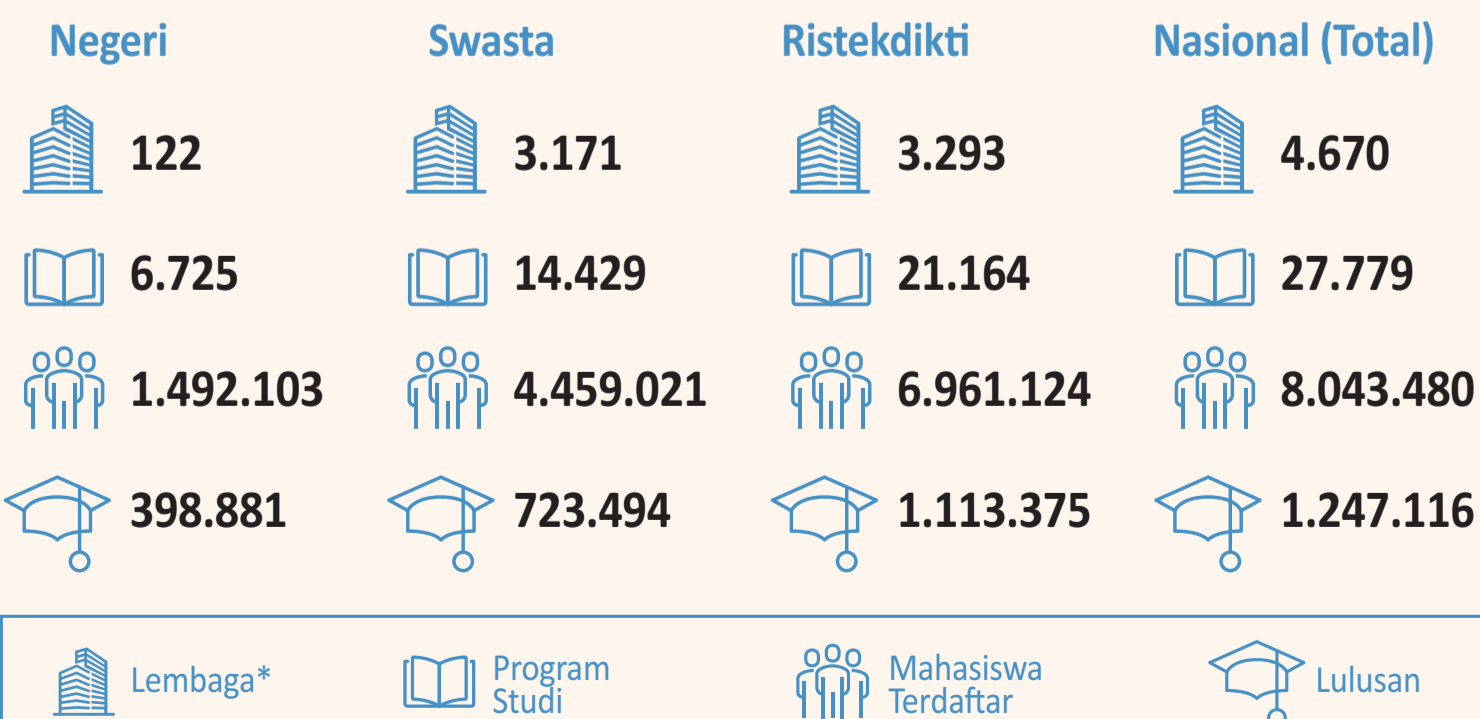 Negeri Swasta Ristekdikti Nasional (Total)
122 3.171 3.293 4.670
6.725 14.429 21.164 27.779
1.492.103 4.459.021 6.961.124 8.043.480
398.881 723.494 1.113.375 1.247.116
Lembaga* Program Studi Mahasiswa Terdaftar Lulusan